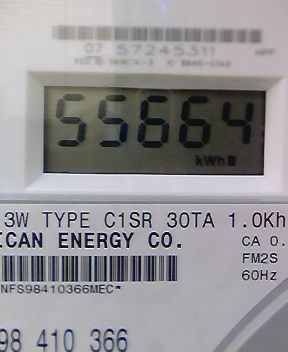 07 57245311
55664
kWh
3W TYPE C1SR 30TA 1.0Kh
ICAN ENERGY CO.
CA 0.
FM2S
60Hz
NFS98410366MEC*
98 410 366